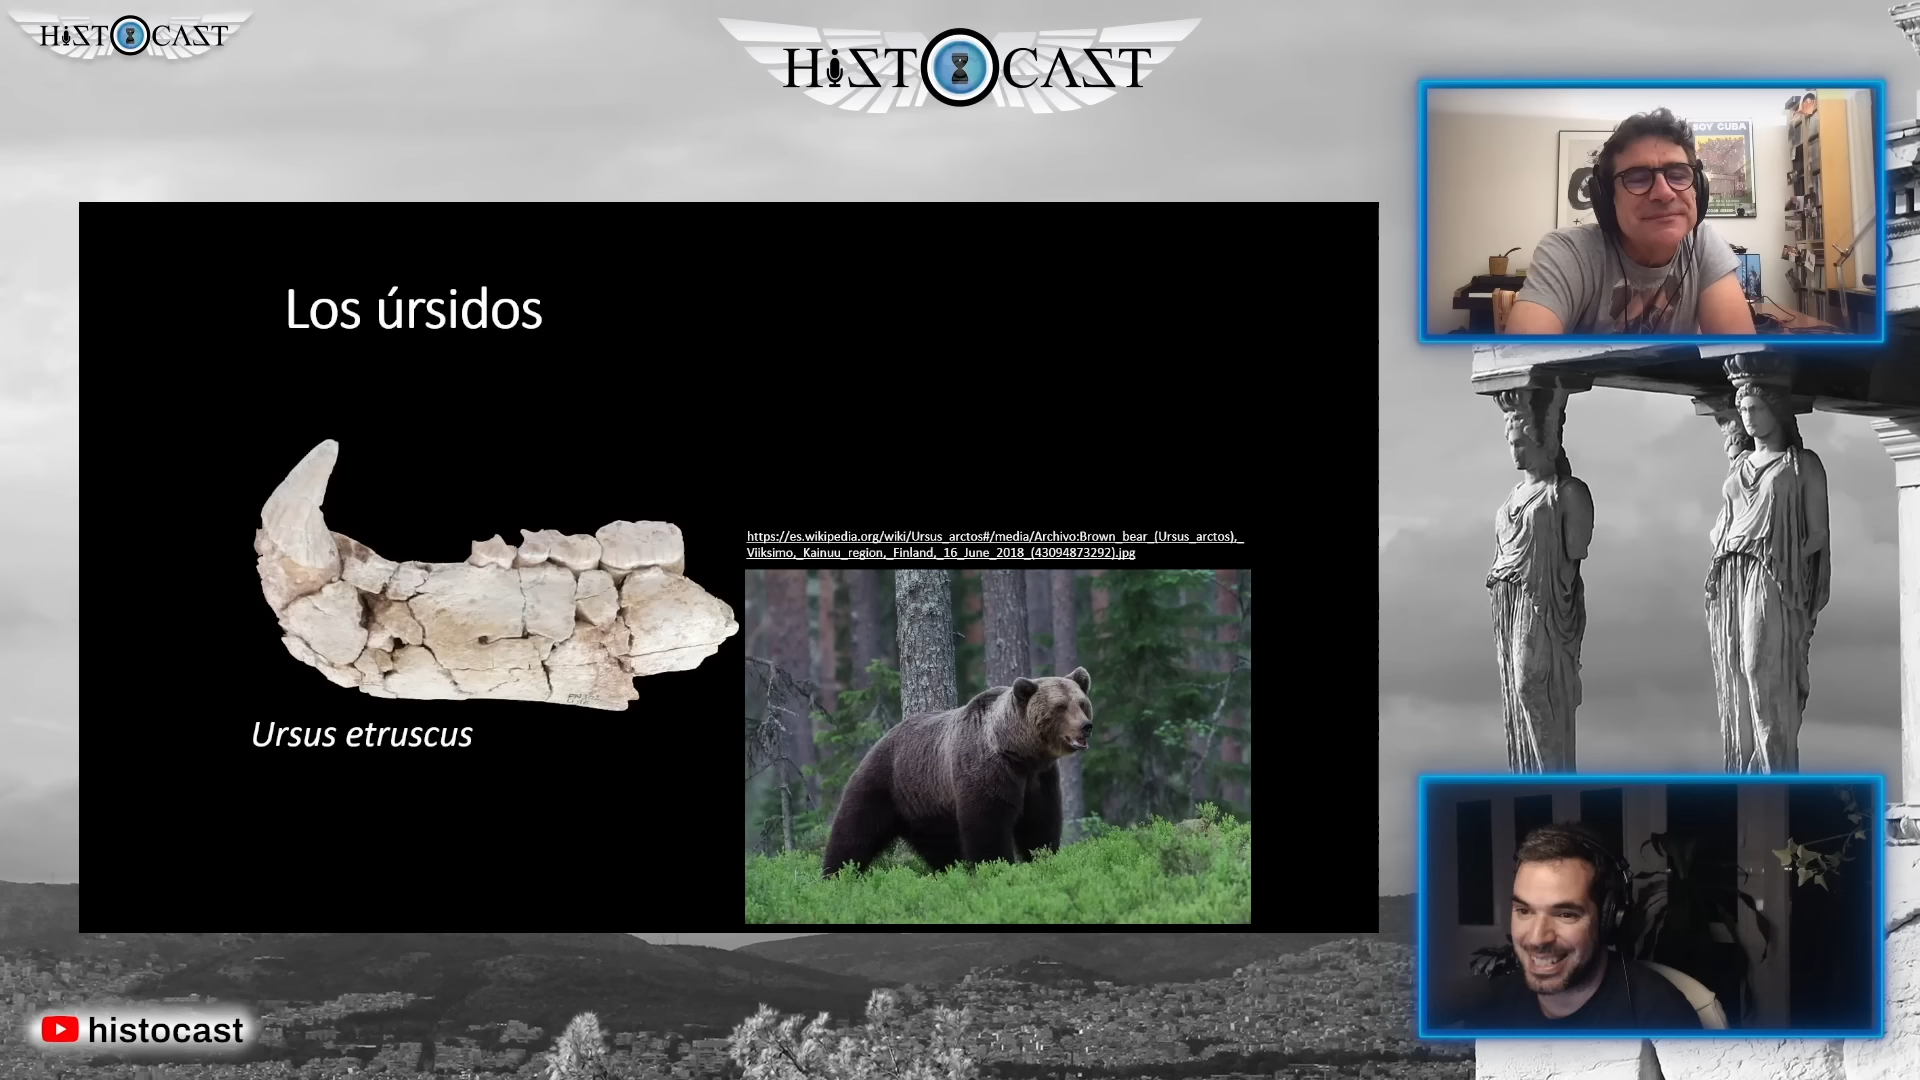 HiSTOCAST
HiSTOCAST
SOY CUBA
Los úrsidos
https://es.wikipedia.org/wiki/Ursus_arctos#/media/Archivo:Brown_bear_(Ursus_arctos),_
Viiksimo,_Kainuu_region,_Finland,_16_June_2018_(43094873292).jpg
Ursus etruscus
histocast